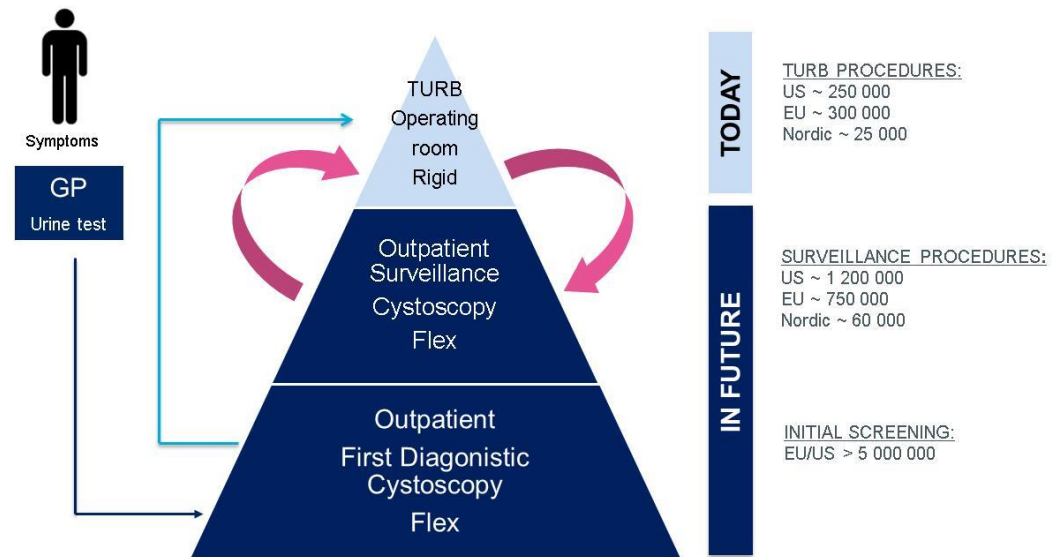 Symptoms
GP
Urine test
TURB
Operating
room
Rigid
Outpatient
Surveillance
Cystoscopy
Flex
Outpatient
First Diagonistic
Cystoscopy
Flex
TODAY
IN FUTURE
TURB PROCEDURES:
US ~ 250 000
EU ~ 300 000
Nordic ~ 25 000
SURVEILLANCE PROCEDURES:
US ~ 1 200 000
EU ~ 750 000
Nordic ~ 60 000
INITIAL SCREENING:
EU/US > 5 000 000